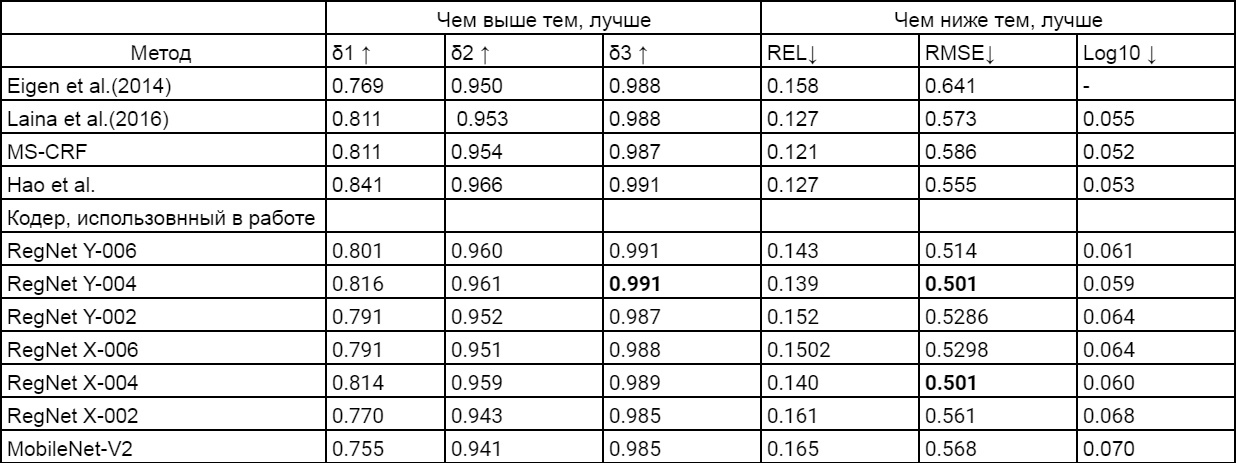 Чем выше тем, лучше Чем ниже тем, лучше
Метод δ1 ↑ δ2 ↑ δ3 ↑ REL↓ RMSE↓ Log10 ↓
Eigen et al.(2014) 0.769 0.950 0.988 0.158 0.641 -
Laina et al.(2016) 0.811 0.953 0.988 0.127 0.573 0.055
MS-CRF 0.811 0.954 0.987 0.121 0.586 0.052
Hao et al. 0.841 0.966 0.991 0.127 0.555 0.053
Кодер, использовнный в работе
RegNet Y-006 0.801 0.960 0.991 0.143 0.514 0.061
RegNet Y-004 0.816 0.961 0.991 0.139 0.501 0.059
RegNet Y-002 0.791 0.952 0.987 0.152 0.5286 0.064
RegNet X-006 0.791 0.951 0.988 0.1502 0.5298 0.064
RegNet X-004 0.814 0.959 0.989 0.140 0.501 0.060
RegNet X-002 0.770 0.943 0.985 0.161 0.561 0.068
MobileNet-V2 0.755 0.941 0.985 0.165 0.568 0.070